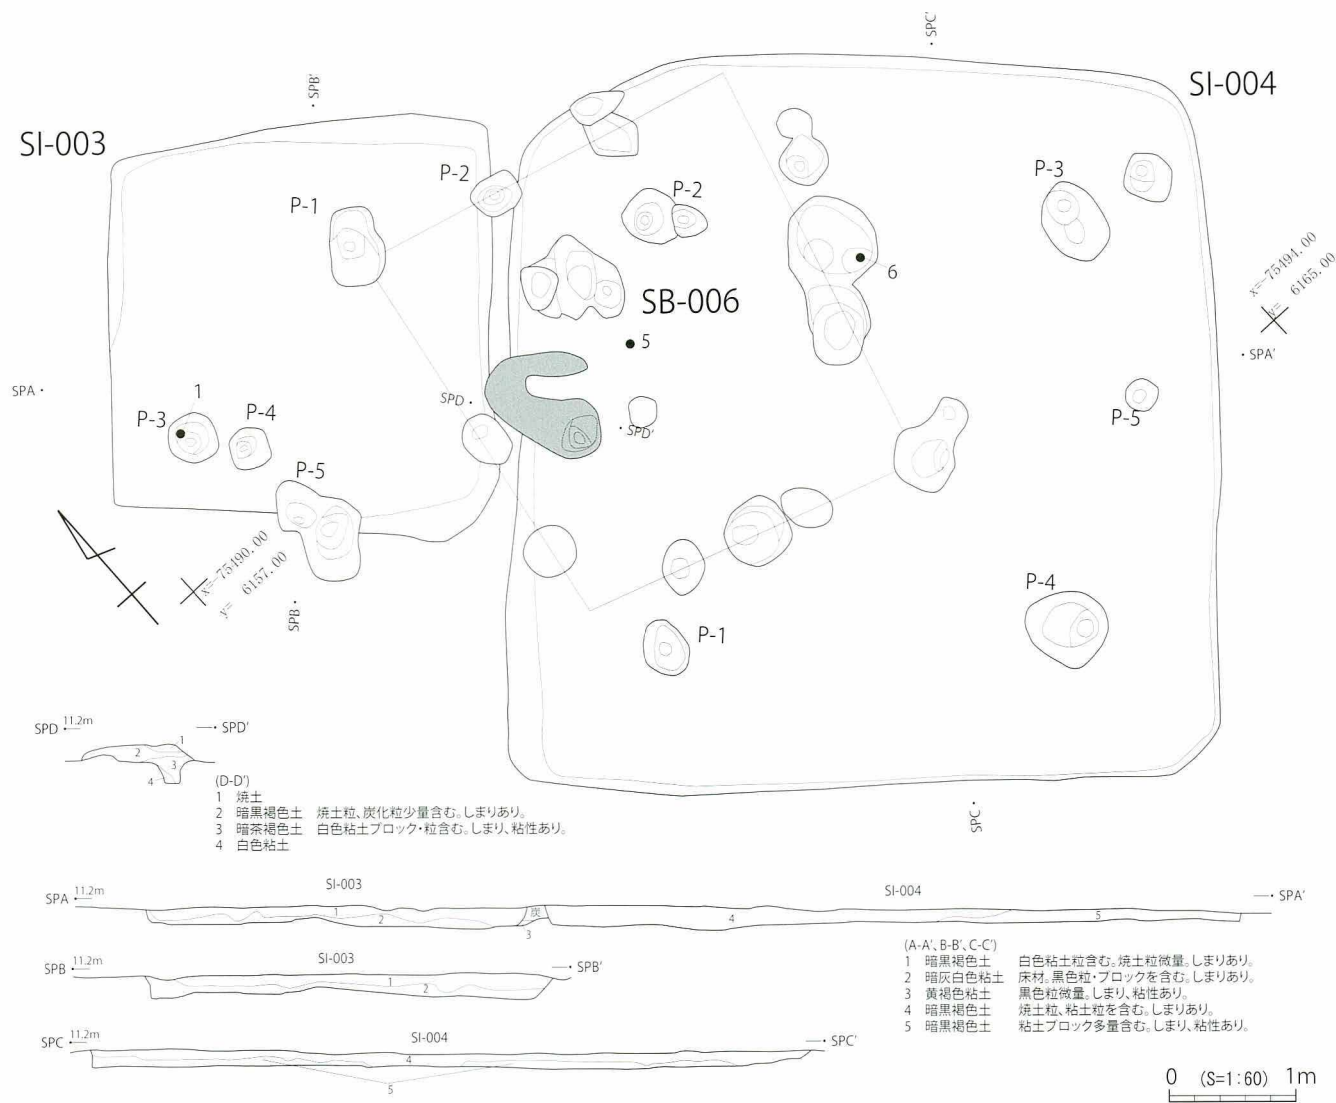 SPC'
SPB'
SI-004
SI-003
P-2
P-3
P-1
P-2
6
x=-75494.00
y= 6165.00
SB-006
5
SPA'
SPA
1
SPD
P-3
P-4
SPD'
P-5
P-5
x=-75490.00
y= 6157.00
P-4
SPB
P-1
SPD 11.2m
SPD'
1
2
3
4
(D-D')
1 焼土
2 暗黒褐色土 焼土粒、炭化粒少量含む。しまりあり。
3 暗茶褐色土 白色粘土ブロック・粒含む。しまり、粘性あり。
4 白色粘土
SPC
SI-003
SI-004
SPA 11.2m
SPA'
1
2
炭
3
4
5
SPB 11.2m
SI-003
SPB'
1
2
(A-A'、B-B'、C-C')
1 暗黒褐色土 白色粘土粒含む。焼土粒微量。しまりあり。
2 暗灰白色粘土 床材。黒色粒・ブロックを含む。しまりあり。
3 黄褐色粘土 黒色粒微量。しまり、粘性あり。
4 暗黒褐色土 焼土粒、粘土粒を含む。しまりあり。
5 暗黒褐色土 粘土ブロック多量含む。しまり、粘性あり。
SPC 11.2m
SI-004
SPC'
4
5
0 (S=1:60) 1m